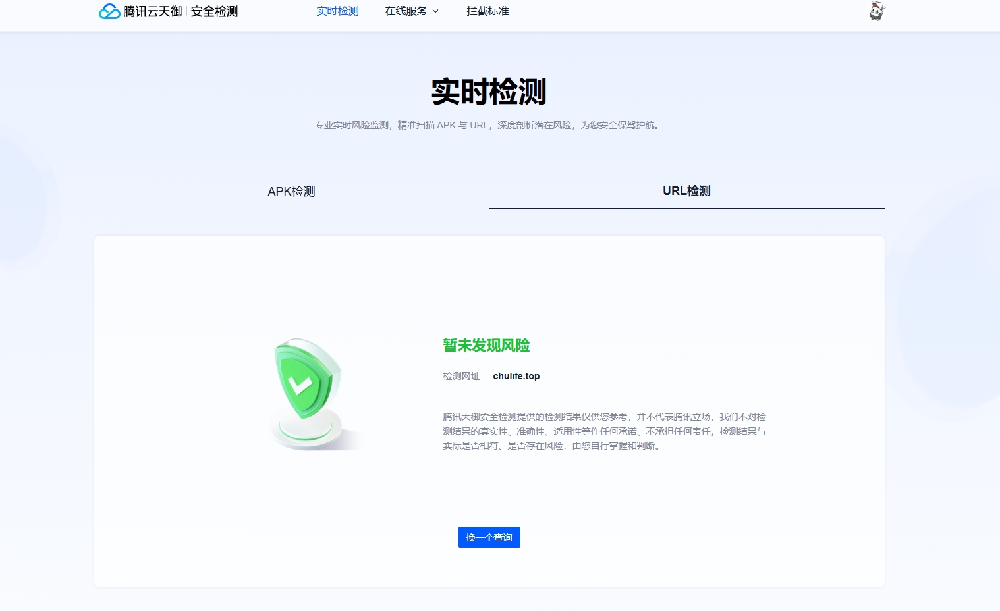 腾讯云天御 | 安全检测
实时检测
在线服务
拦截标准
实时检测
专业实时风险监测，精准扫描 APK 与 URL，深度剖析潜在风险，为您安全保驾护航。
APK检测
URL检测
暂未发现风险
检测网址 chulife.top
腾讯天御安全检测提供的检测结果仅供您参考，并不代表腾讯立场，我们不对检
测结果的真实性、准确性、适用性等作任何承诺、不承担任何责任，检测结果与
实际是否相符、是否存在风险，由您自行掌握和判断。
换一个查询